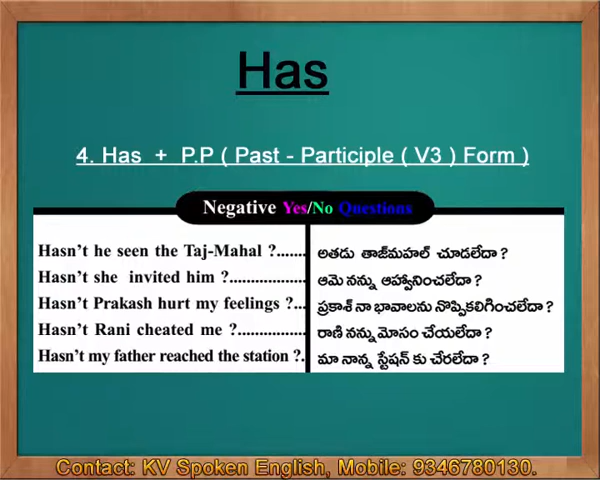 Has
4. Has + P.P ( Past - Participle ( V3 ) Form )
Negative Yes/No Questions
Hasn't he seen the Taj-Mahal ?....... అతడు తాజ్‌మహల్ చూడలేదా ?
Hasn't she invited him ?................. ఆమె నన్ను ఆహ్వానించలేదా ?
Hasn't Prakash hurt my feelings ?... ప్రకాశ్ నా భావాలను నొప్పికలిగించలేదా ?
Hasn't Rani cheated me ?................ రాణి నన్ను మోసం చేయలేదా ?
Hasn't my father reached the station ?. మా నాన్న స్టేషన్ కు చేరలేదా ?
Contact: KV Spoken English, Mobile: 9346780130.